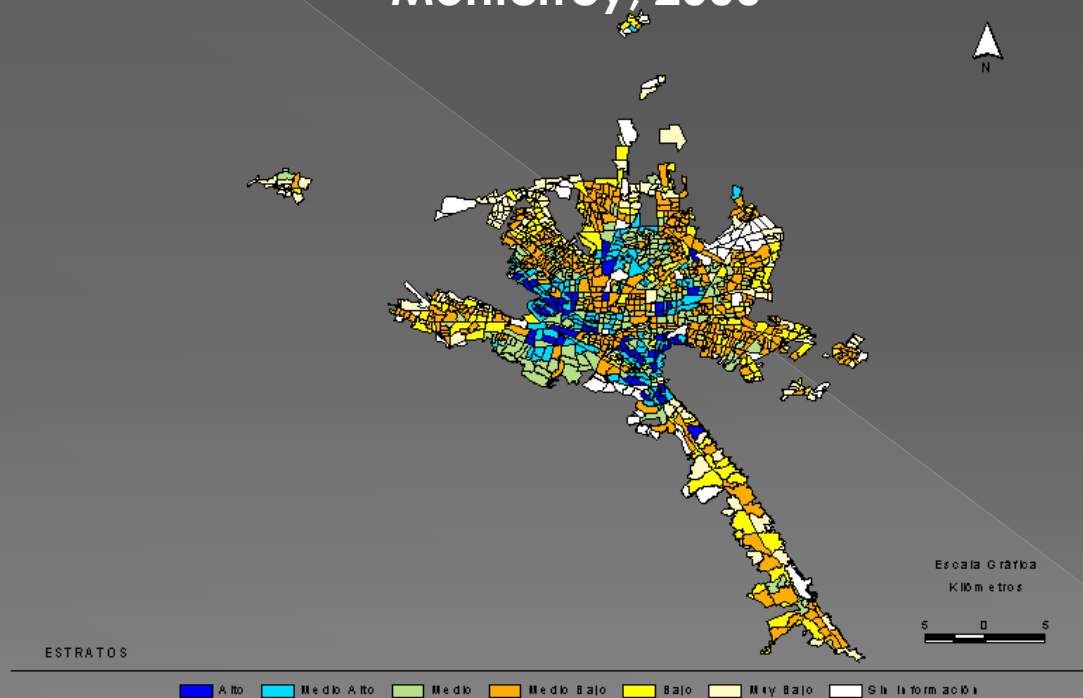 Monterrey, 2000
N
Escala Gráfica
Kilómetros
5 0 5
ESTRATOS
Alto Medio Alto Medio Medio Bajo Bajo Muy Bajo Sin Información